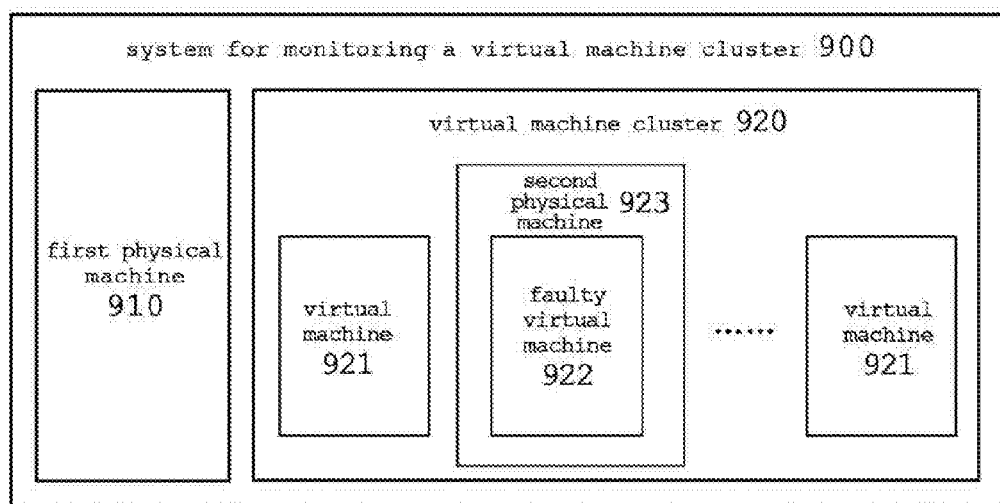 system for monitoring a virtual machine cluster 900
virtual machine cluster 920
first physical
machine
910
second
physical
machine
923
virtual
machine
921
faulty
virtual
machine
922
......
virtual
machine
921